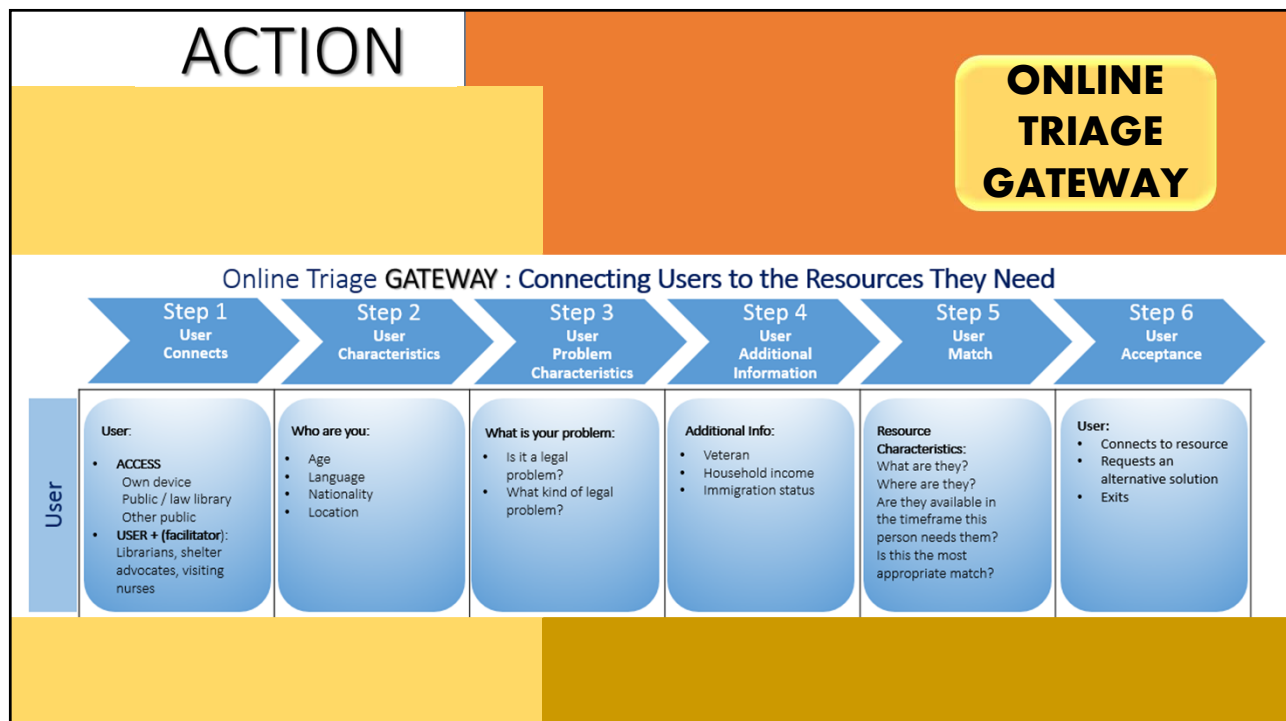 ACTION
ONLINE
TRIAGE
GATEWAY
Online Triage GATEWAY : Connecting Users to the Resources They Need
Step 1
User
Connects
Step 2
User
Characteristics
Step 3
User
Problem
Characteristics
Step 4
User
Additional
Information
Step 5
User
Match
Step 6
User
Acceptance
User
User:
• ACCESS
Own device
Public / law library
Other public
• USER + (facilitator):
Librarians, shelter
advocates, visiting
nurses
Who are you:
• Age
• Language
• Nationality
• Location
What is your problem:
• Is it a legal
problem?
• What kind of legal
problem?
Additional Info:
• Veteran
• Household income
• Immigration status
Resource
Characteristics:
What are they?
Where are they?
Are they available in
the timeframe this
person needs them?
Is this the most
appropriate match?
User:
• Connects to resource
• Requests an
alternative solution
• Exits